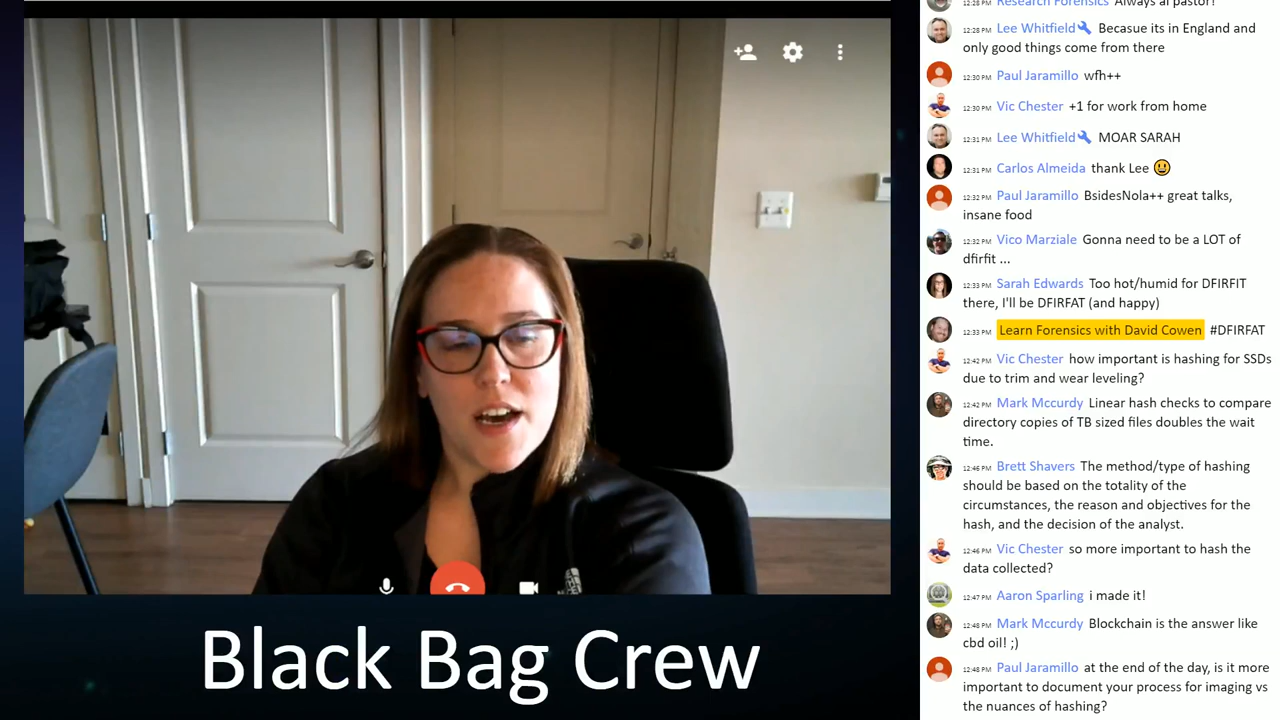 12:28 PM Research Forensics Always al pastor!
12:28 PM Lee Whitfield Becasue its in England and
only good things come from there
12:30 PM Paul Jaramillo wfh++
12:30 PM Vic Chester +1 for work from home
12:31 PM Lee Whitfield MOAR SARAH
12:31 PM Carlos Almeida thank Lee
12:32 PM Paul Jaramillo BsidesNola++ great talks,
insane food
12:32 PM Vico Marziale Gonna need to be a LOT of
dfirfit ...
12:33 PM Sarah Edwards Too hot/humid for DFIRFIT
there, I'll be DFIRFAT (and happy)
12:33 PM Learn Forensics with David Cowen #DFIRFAT
12:42 PM Vic Chester how important is hashing for SSDs
due to trim and wear leveling?
12:42 PM Mark Mccurdy Linear hash checks to compare
directory copies of TB sized files doubles the wait
time.
12:46 PM Brett Shavers The method/type of hashing
should be based on the totality of the
circumstances, the reason and objectives for the
hash, and the decision of the analyst.
12:46 PM Vic Chester so more important to hash the
data collected?
12:47 PM Aaron Sparling i made it!
12:48 PM Mark Mccurdy Blockchain is the answer like
cbd oil! ;)
12:48 PM Paul Jaramillo at the end of the day, is it more
important to document your process for imaging vs
the nuances of hashing?
Black Bag Crew